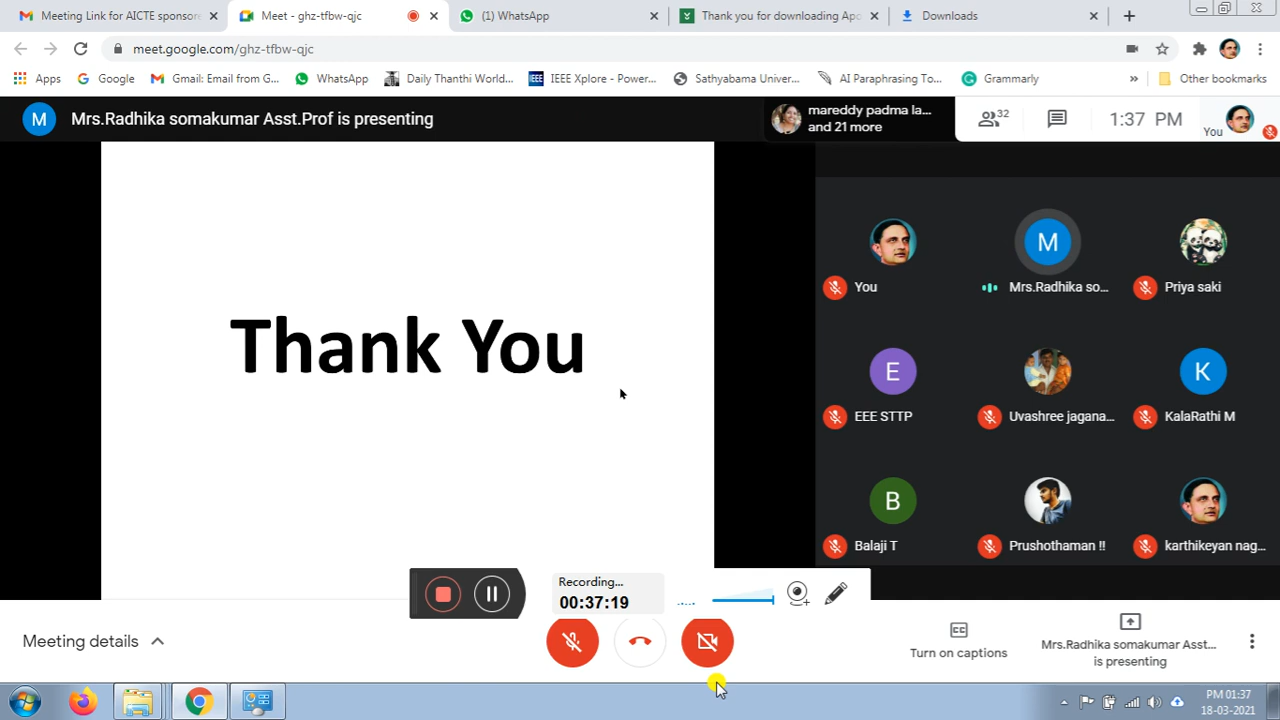 Meeting Link for AICTE sponsore
Meet - ghz-tfbw-qjc
(1) WhatsApp
Thank you for downloading Apo
Downloads
meet.google.com/ghz-tfbw-qjc
Apps
Google
Gmail: Email from G...
WhatsApp
Daily Thanthi World...
IEEE
IEEE Xplore - Power...
Sathyabama Univer...
AI Paraphrasing To...
Grammarly
»
Other bookmarks
M
Mrs.Radhika somakumar Asst.Prof is presenting
mareddy padma la...
and 21 more
32
1:37 PM
You
Thank You
You
M
Mrs.Radhika so...
Priya saki
E
EEE STTP
Uvashree jagana...
K
KalaRathi M
B
Balaji T
Prushothaman !!
karthikeyan nag...
Recording...
00:37:19
Meeting details
CC
Turn on captions
Mrs.Radhika somakumar Asst...
is presenting
PM 01:37
18-03-2021